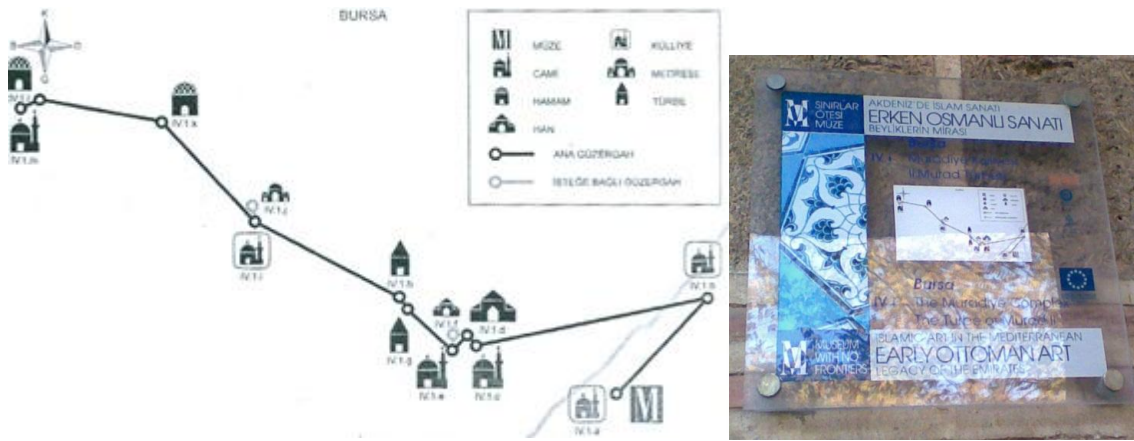 BURSA
K
B D
G
MÜZE KÜLLİYE
CAMİ MEDRESE
HAMAM TÜRBE
HAN
ANA GÜZERGAH
İSTEĞE BAĞLI GÜZERGAH
IV.1.l
IV.1.m
IV.1.k
IV.1.j
IV.1.i
IV.1.h
IV.1.g
IV.1.f
IV.1.d
IV.1.e
IV.1.c
IV.1.b
IV.1.a
M
M
SINIRLAR
ÖTESİ
MÜZE
AKDENİZ'DE İSLAM SANATI
ERKEN OSMANLI SANATI
BEYLİKLERİN MİRASI
Bursa
Muradiye
II.Murad
Bursa
The Muradiye Complex
The Türbe of Murad II
M
MUSEUM
WITH NO
FRONTIERS
ISLAMIC ART IN THE MEDITERRANEAN
EARLY OTTOMAN ART
LEGACY OF THE EMIRATES